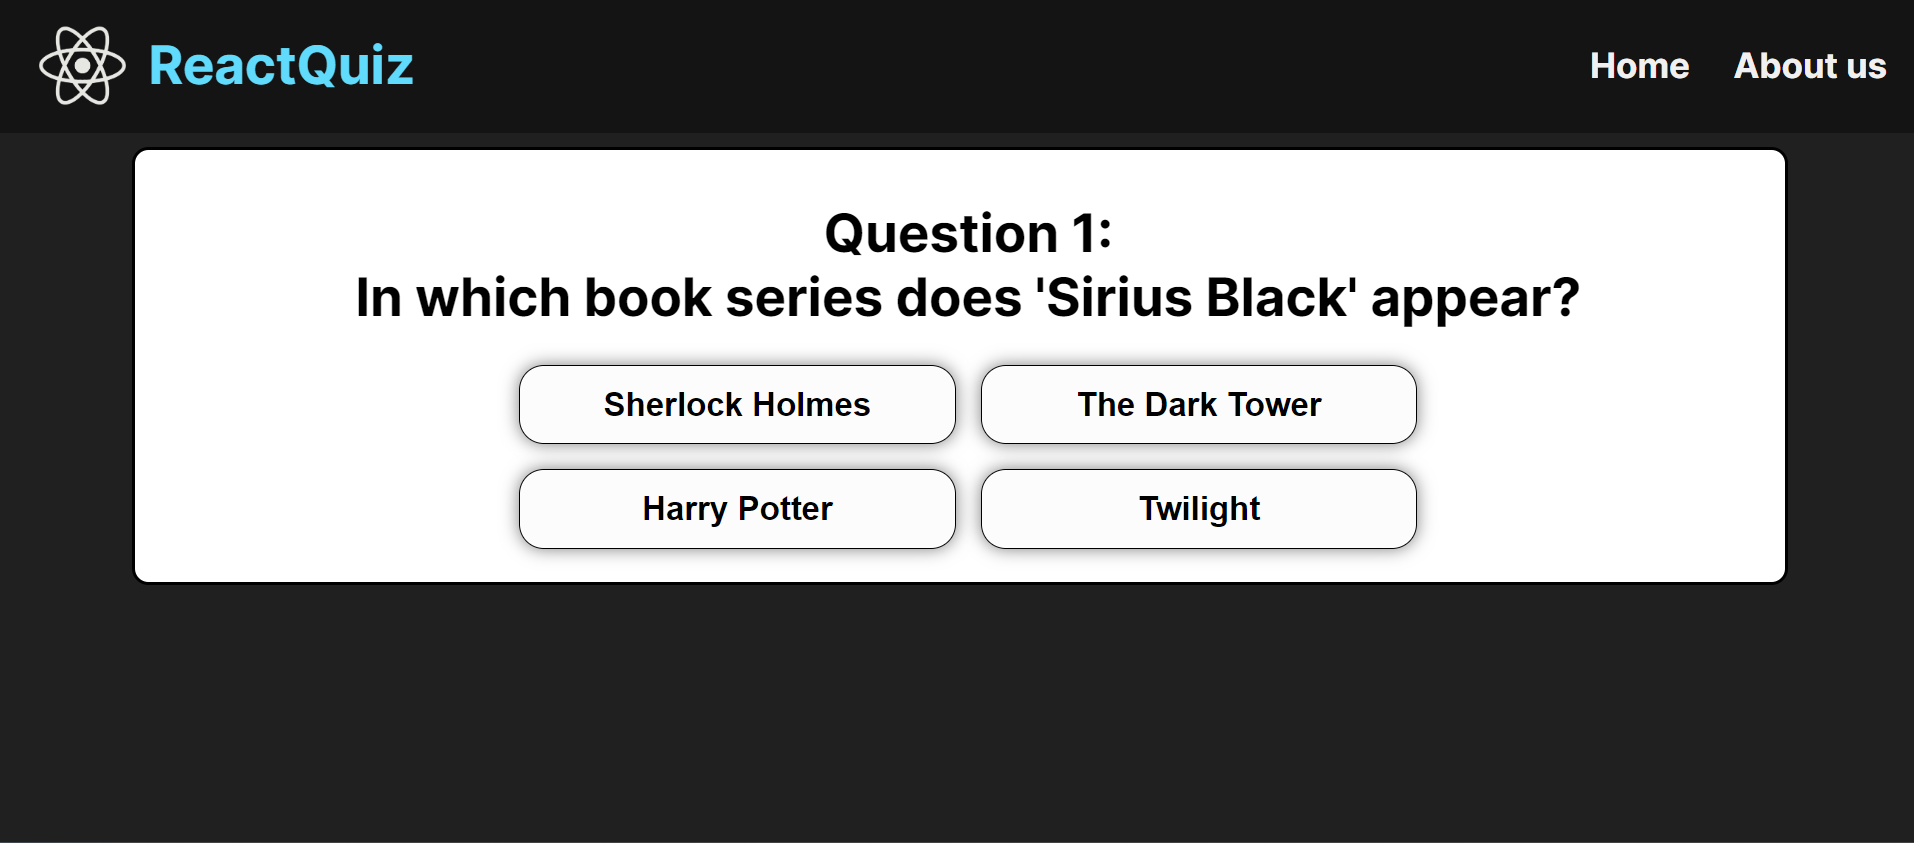 ReactQuiz
Home
About us
Question 1:
In which book series does 'Sirius Black' appear?
Sherlock Holmes
The Dark Tower
Harry Potter
Twilight